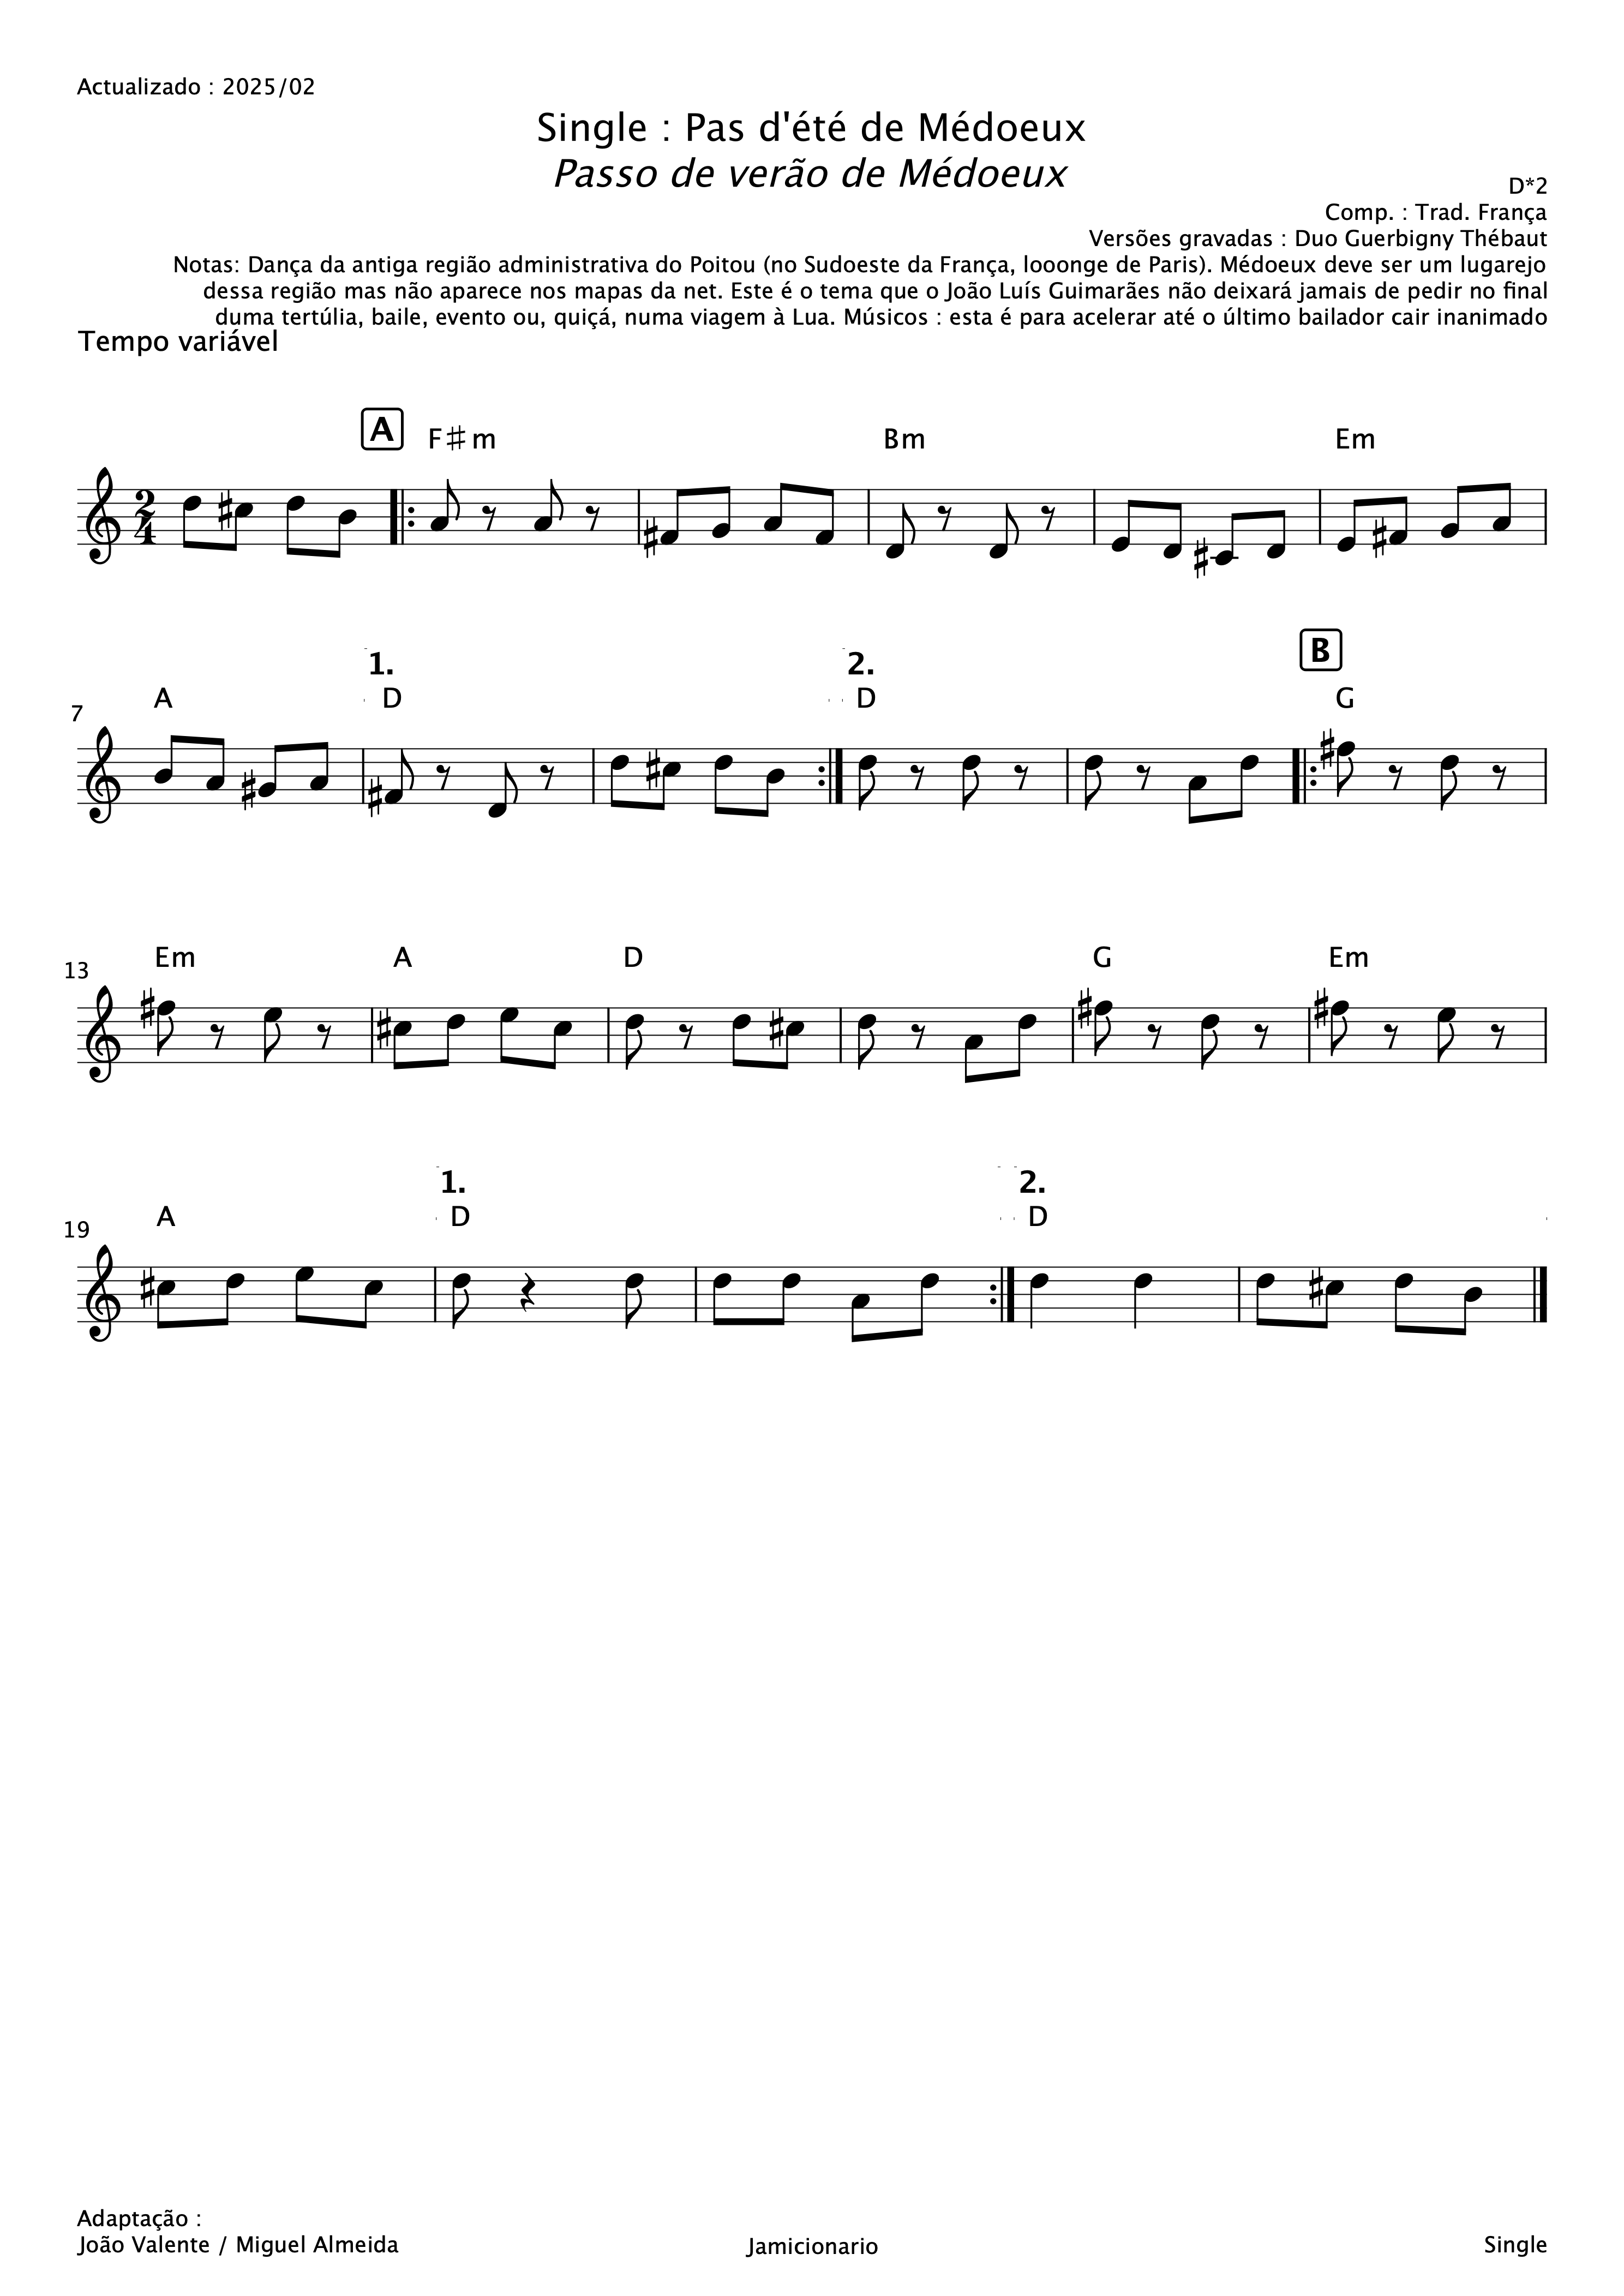 Actualizado : 2025/02
Single : Pas d'été de Médoeux
Passo de verão de Médoeux
D*2
Comp. : Trad. França
Versões gravadas : Duo Guerbigny Thébaut
Notas: Dança da antiga região administrativa do Poitou (no Sudoeste da França, looonge de Paris). Médoeux deve ser um lugarejo
dessa região mas não aparece nos mapas da net. Este é o tema que o João Luís Guimarães não deixará jamais de pedir no final
duma tertúlia, baile, evento ou, quiçá, numa viagem à Lua. Músicos : esta é para acelerar até o último bailador cair inanimado
Tempo variável
A F♯m Bm Em
2
4
1. 2. B
A D D G
7
Em A D G Em
13
1. 2.
A D D
19
Adaptação :
João Valente / Miguel Almeida
Jamicionario
Single